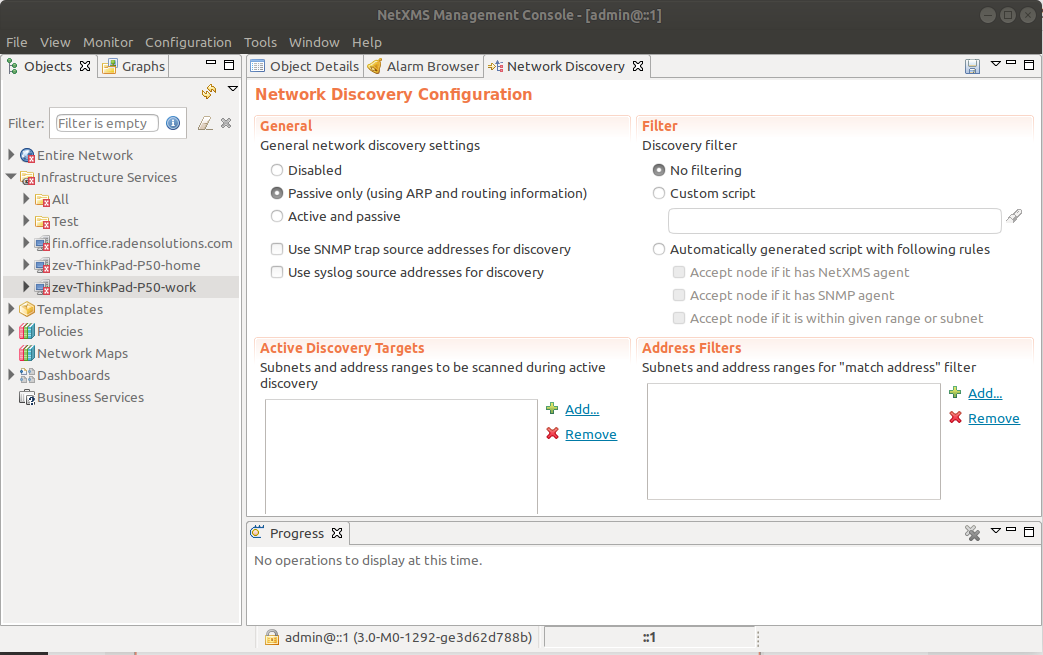 NetXMS Management Console - [admin@::1]
File View Monitor Configuration Tools Window Help
Objects
Graphs
Filter: Filter is empty
Entire Network
Infrastructure Services
All
Test
fin.office.radensolutions.com
zev-ThinkPad-P50-home
zev-ThinkPad-P50-work
Templates
Policies
Network Maps
Dashboards
Business Services
Object Details
Alarm Browser
Network Discovery
Network Discovery Configuration
General
General network discovery settings
Disabled
Passive only (using ARP and routing information)
Active and passive
Use SNMP trap source addresses for discovery
Use syslog source addresses for discovery
Filter
Discovery filter
No filtering
Custom script
Automatically generated script with following rules
Accept node if it has NetXMS agent
Accept node if it has SNMP agent
Accept node if it is within given range or subnet
Active Discovery Targets
Subnets and address ranges to be scanned during active
discovery
Add...
Remove
Address Filters
Subnets and address ranges for "match address" filter
Add...
Remove
Progress
No operations to display at this time.
admin@::1 (3.0-M0-1292-ge3d62d788b)
::1